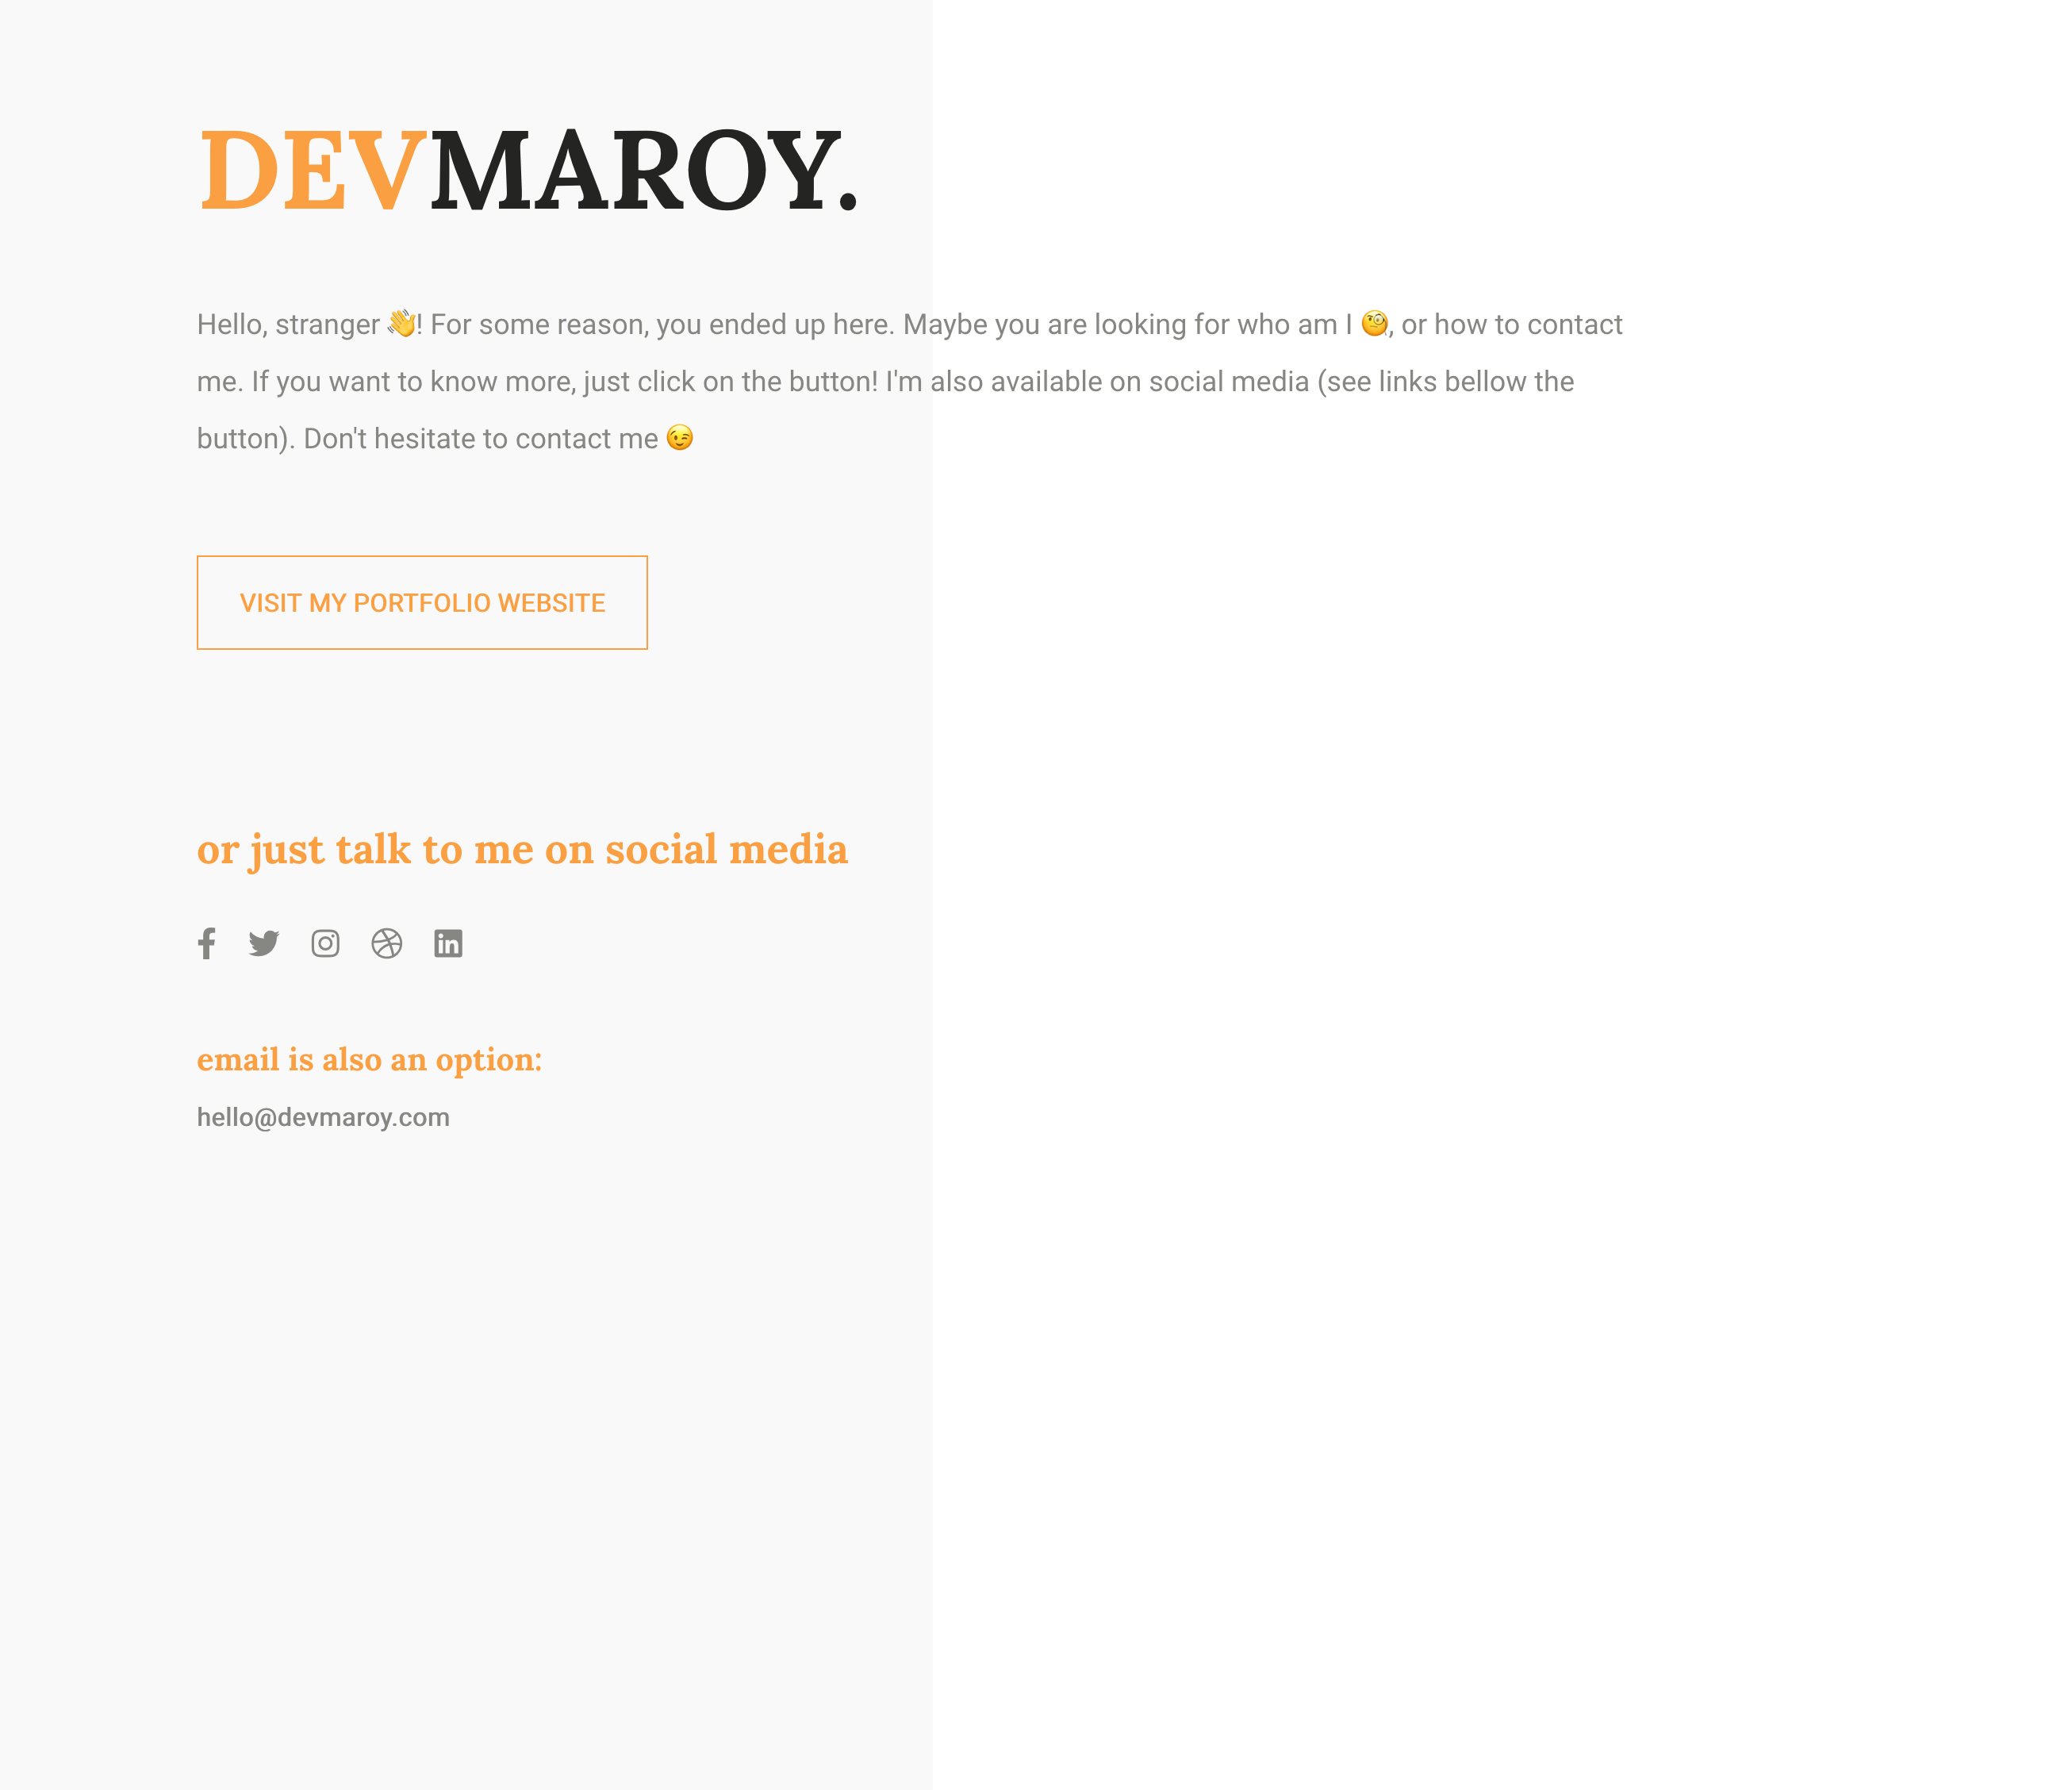 DEVMAROY.
Hello, stranger 👋! For some reason, you ended up here. Maybe you are looking for who am I 🧐, or how to contact
me. If you want to know more, just click on the button! I'm also available on social media (see links bellow the
button). Don't hesitate to contact me 😉
VISIT MY PORTFOLIO WEBSITE
or just talk to me on social media
email is also an option:
hello@devmaroy.com